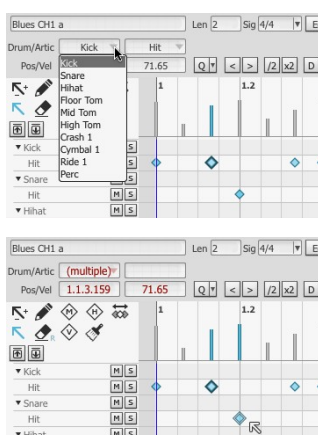 Blues CH1 a Len 2 Sig 4/4 E
Drum/Artic Kick Hit
Pos/Vel 71.65 Q < > /2 x2 D
Kick
Snare
Hihat
Floor Tom
Mid Tom
High Tom
Crash 1
Cymbal 1
Ride 1
Perc
1 1.2
Kick S
Hit S
Snare S
Hit M S
Hihat M S
Blues CH1 a Len 2 Sig 4/4 E
Drum/Artic (multiple)
Pos/Vel 1.1.3.159 71.65 Q < > /2 x2 D
M H
R V
1 1.2
Kick M S
Hit M S
Snare M S
Hit M S
Hihat M S